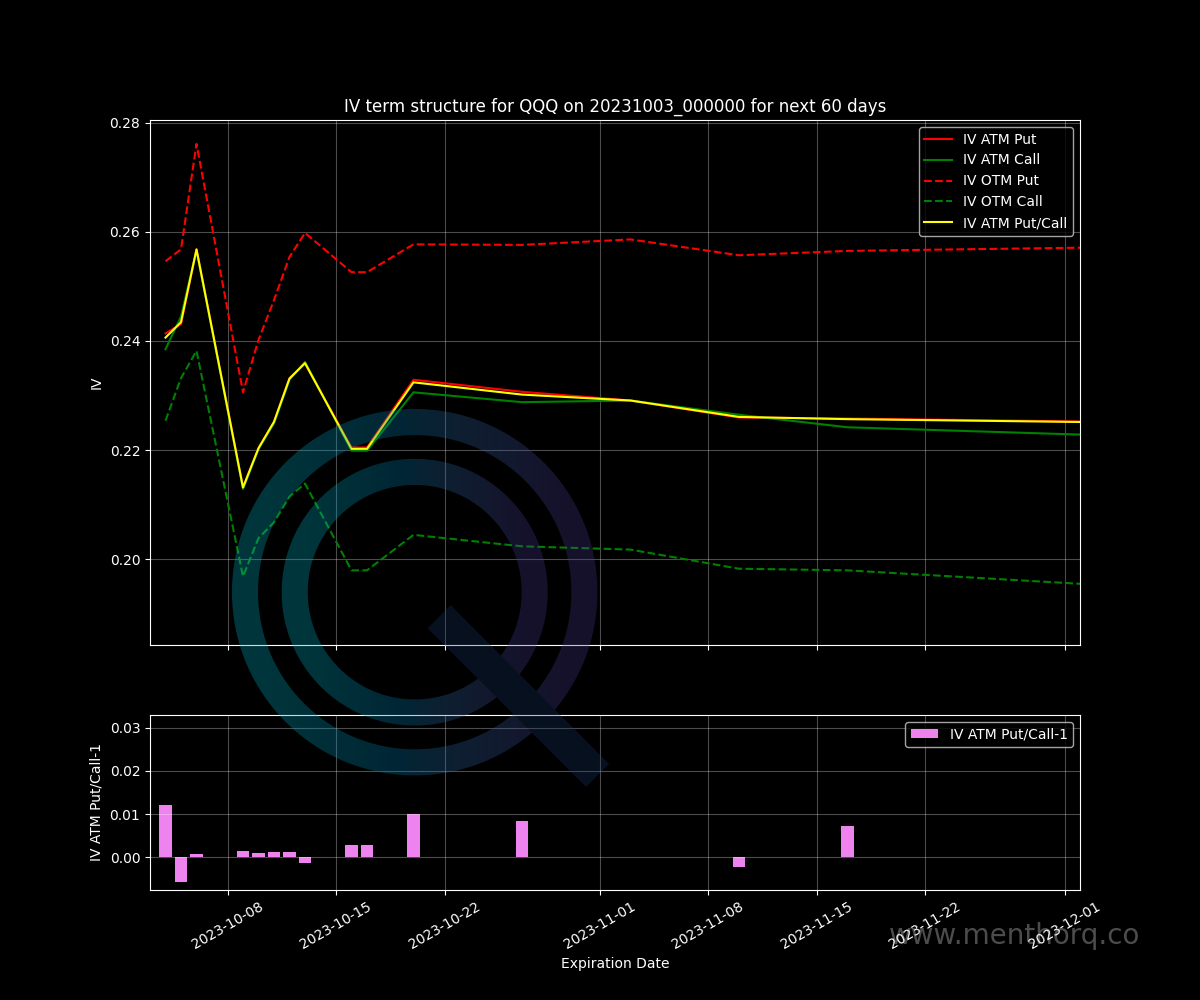 IV term structure for QQQ on 20231003_000000 for next 60 days
0.28
0.26
0.24
0.22
0.20
IV
IV ATM Put
IV ATM Call
IV OTM Put
IV OTM Call
IV ATM Put/Call
0.03
0.02
0.01
0.00
IV ATM Put/Call-1
IV ATM Put/Call-1
2023-10-08
2023-10-15
2023-10-22
2023-11-01
2023-11-08
2023-11-15
2023-11-22
2023-12-01
www.menthorq.co
Expiration Date